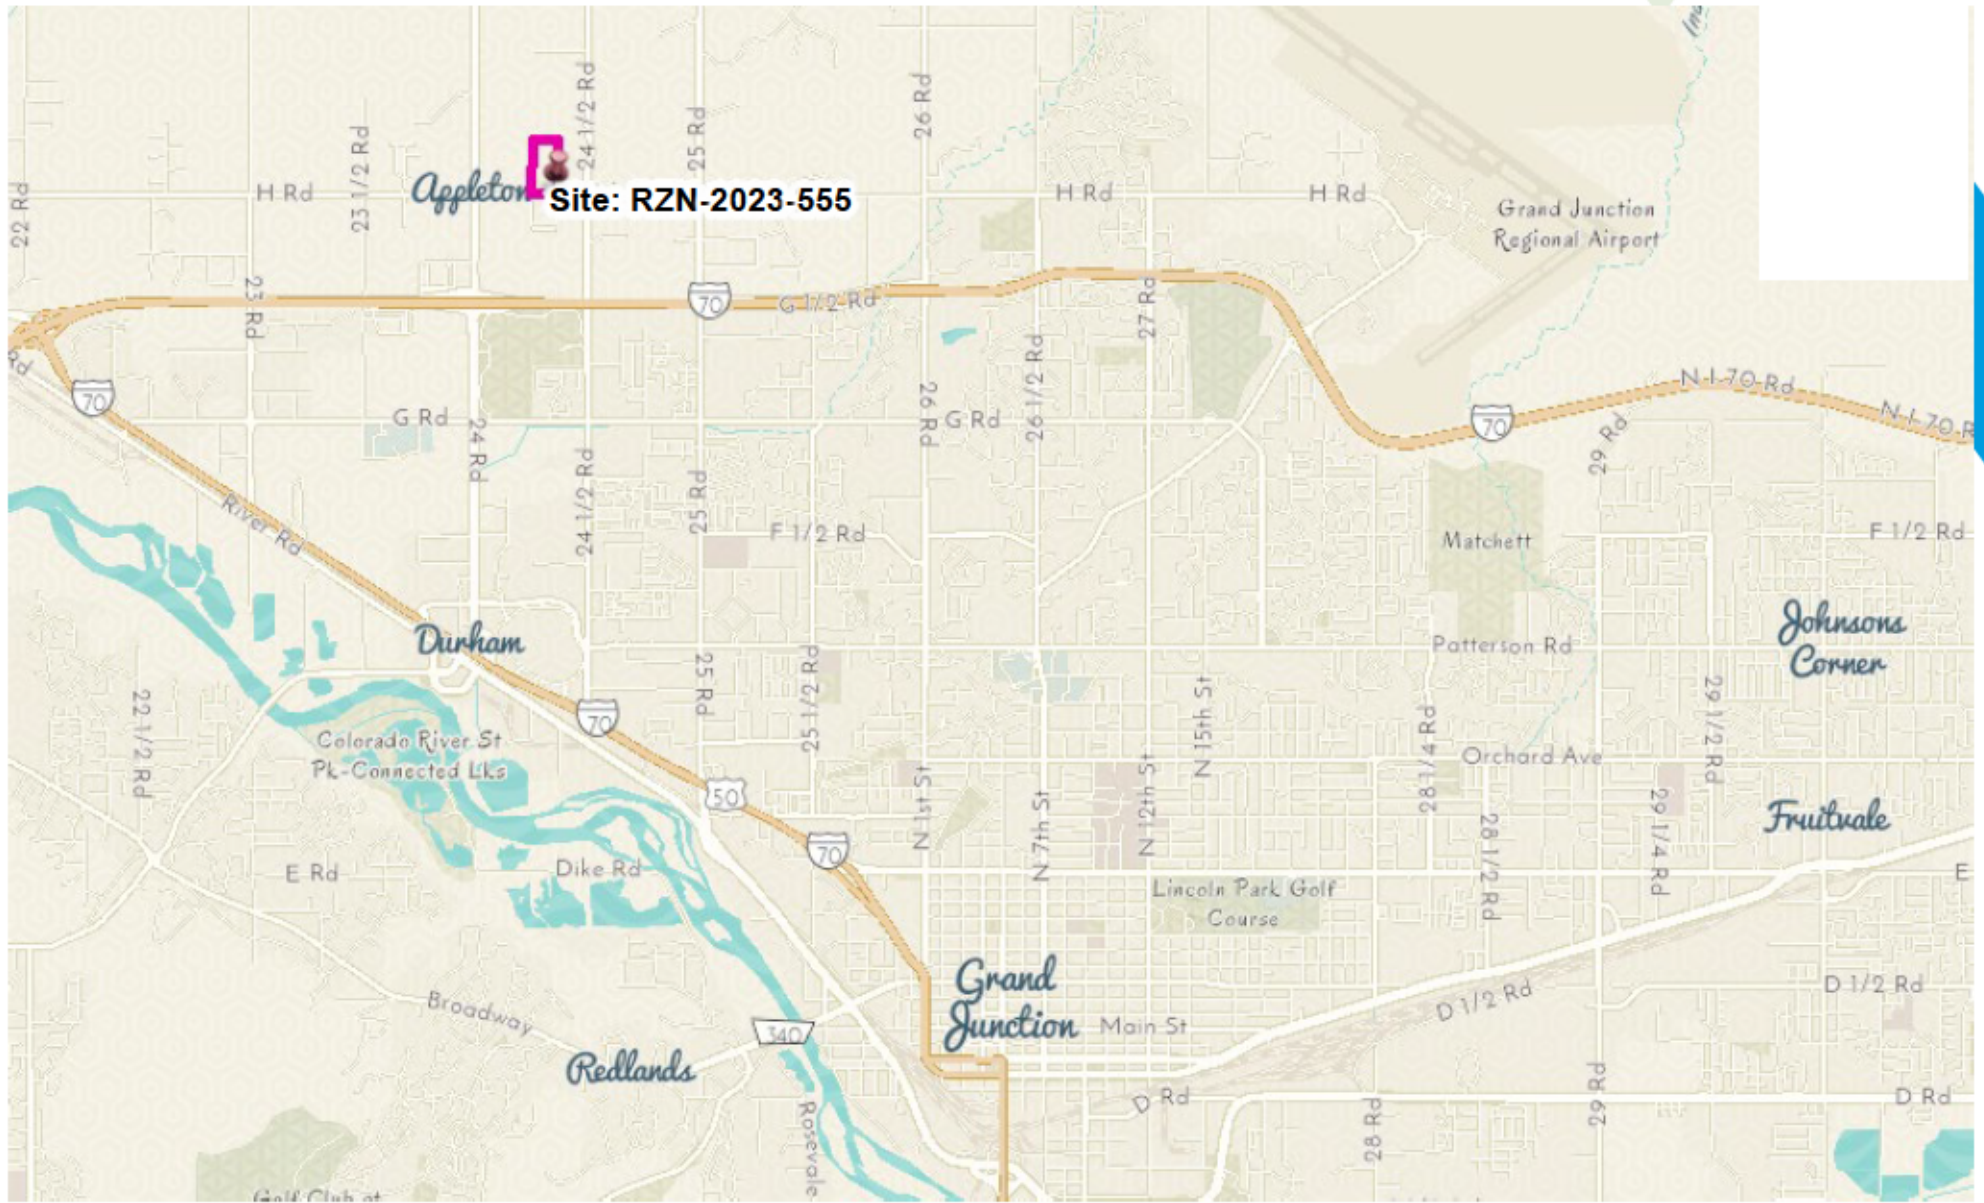 24 1/2 Rd
26 Rd
25 Rd
23 1/2 Rd
22 Rd
H Rd
Appleton
Site: RZN-2023-555
H Rd
H Rd
Grand Junction
Regional Airport
23 Rd
70
G 1/2 Rd
27 Rd
Rd
70
26 1/2 Rd
N I-70 Rd
N I-70 R
70
G Rd
24 Rd
26 Rd
G Rd
29 Rd
24 1/2 Rd
25 Rd
River Rd
F 1/2 Rd
Matchett
F 1/2 Rd
Durham
Patterson Rd
Johnsons
Corner
22 1/2 Rd
25 Rd
25 1/2 Rd
N 15th St
28 1/4 Rd
29 1/2 Rd
70
Colorado River St
Pk-Connected Lks
Orchard Ave
50
N 1st St
N 7th St
N 12th St
29 1/4 Rd
Fruitvale
70
28 1/2 Rd
E Rd
Dike Rd
Lincoln Park Golf
Course
E
Grand
Junction
Main St
D 1/2 Rd
D 1/2 Rd
Broadway
340
Redlands
Rosevale
D Rd
28 Rd
29 Rd
D Rd
Golf Club at